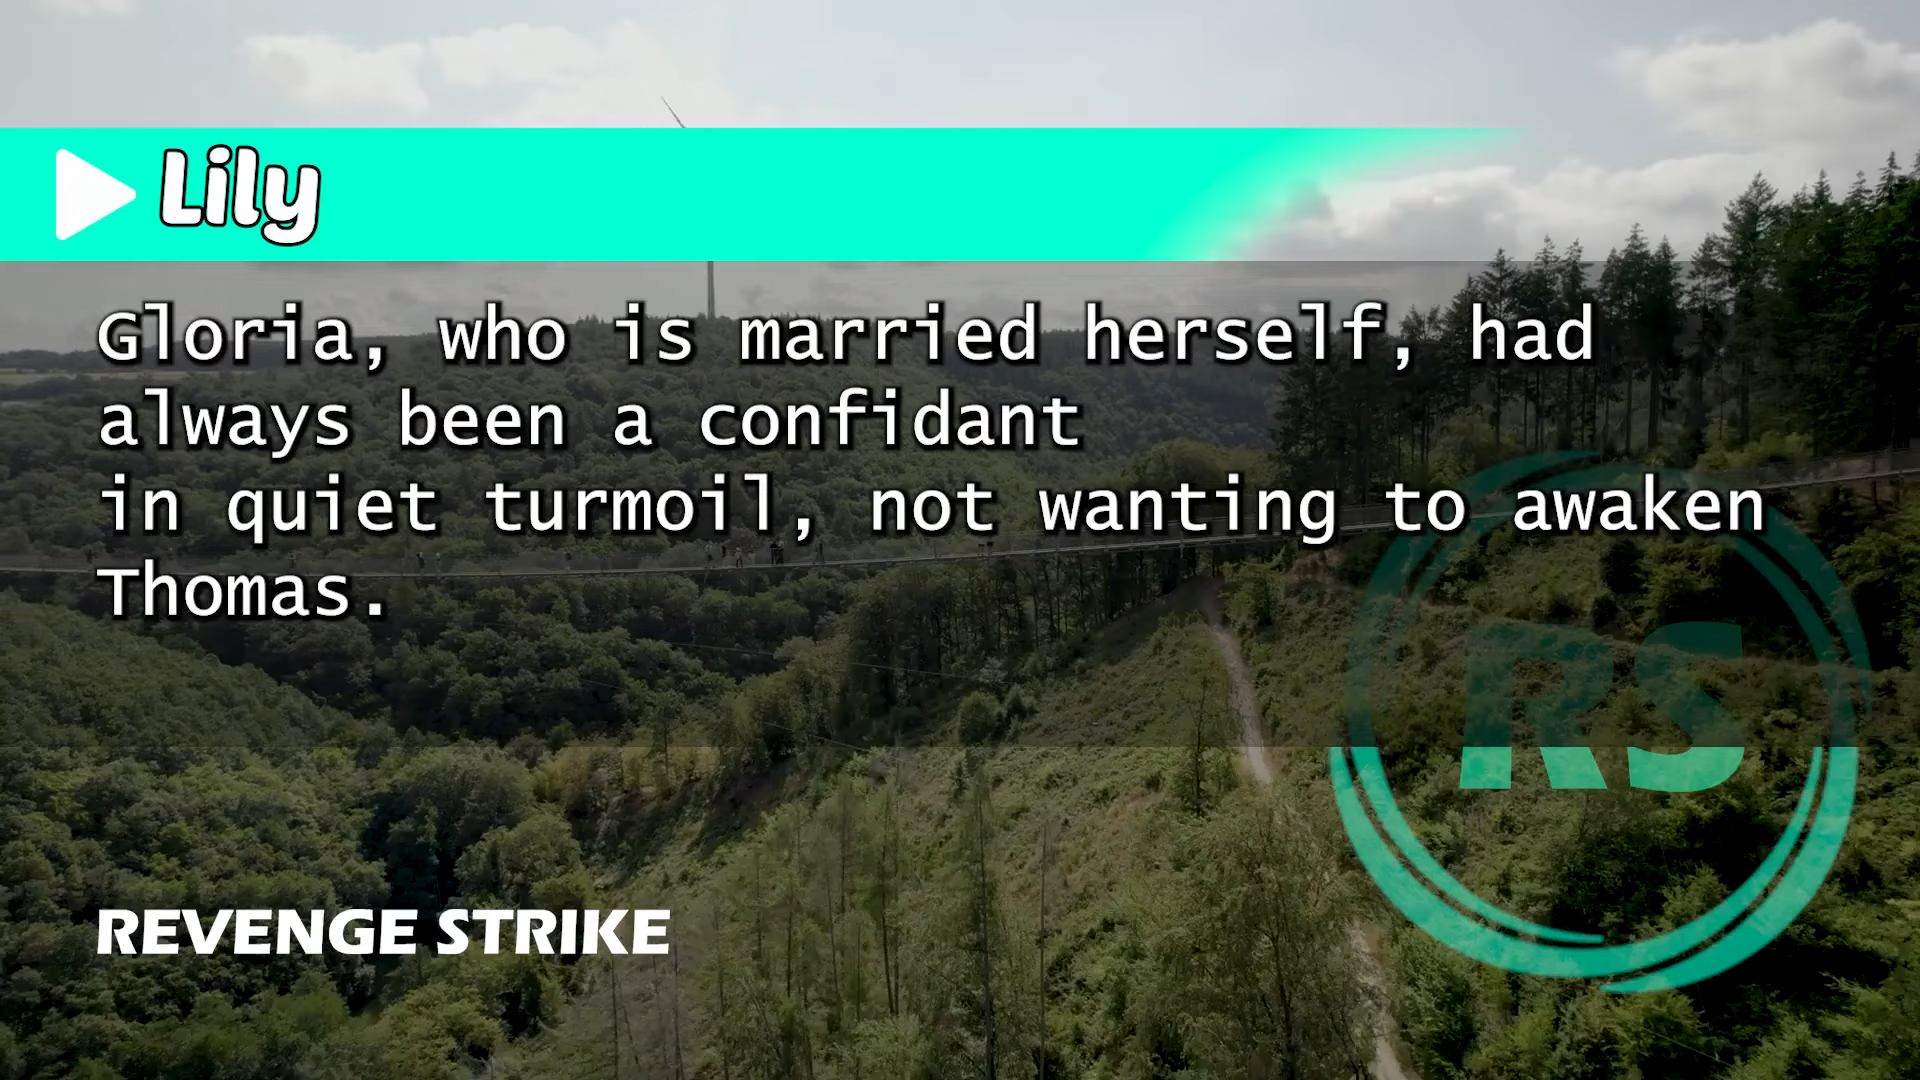 Lily
Gloria, who is married herself, had
always been a confidant
in quiet turmoil, not wanting to awaken
Thomas.
RS
REVENGE STRIKE